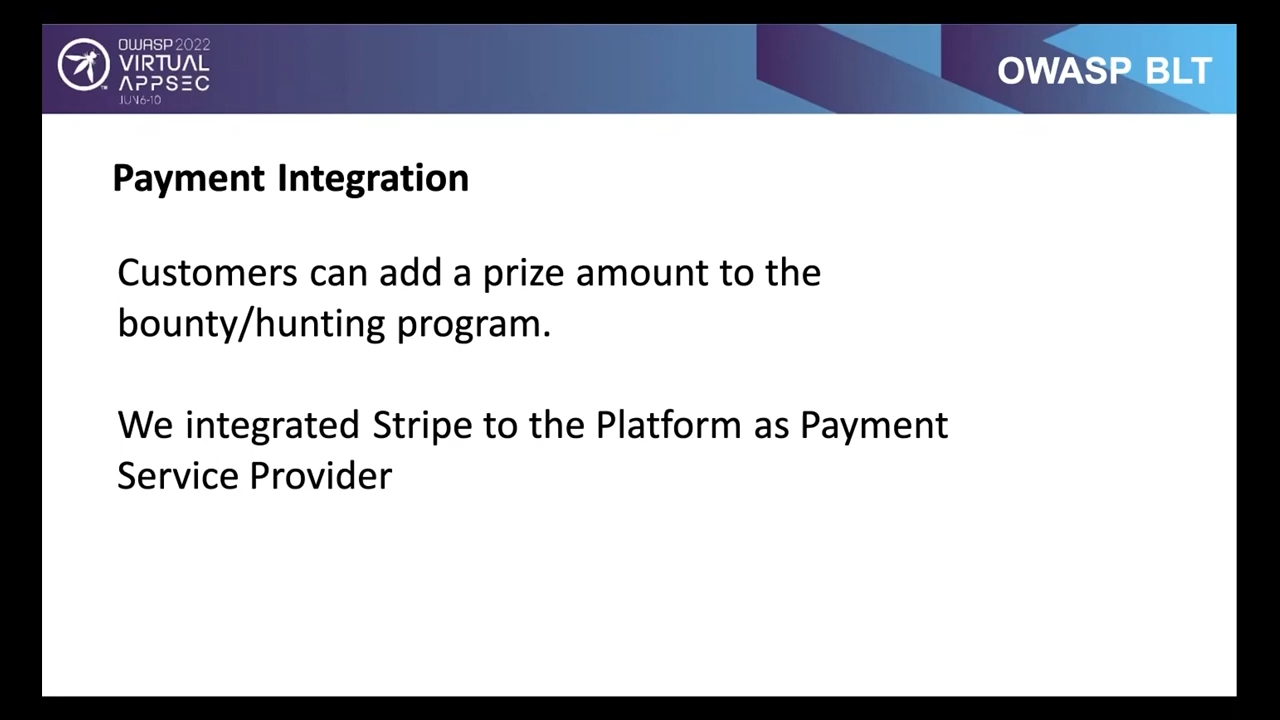 OWASP 2022
VIRTUAL
APPSEC
JUN 6-10
OWASP BLT
Payment Integration
Customers can add a prize amount to the
bounty/hunting program.
We integrated Stripe to the Platform as Payment
Service Provider